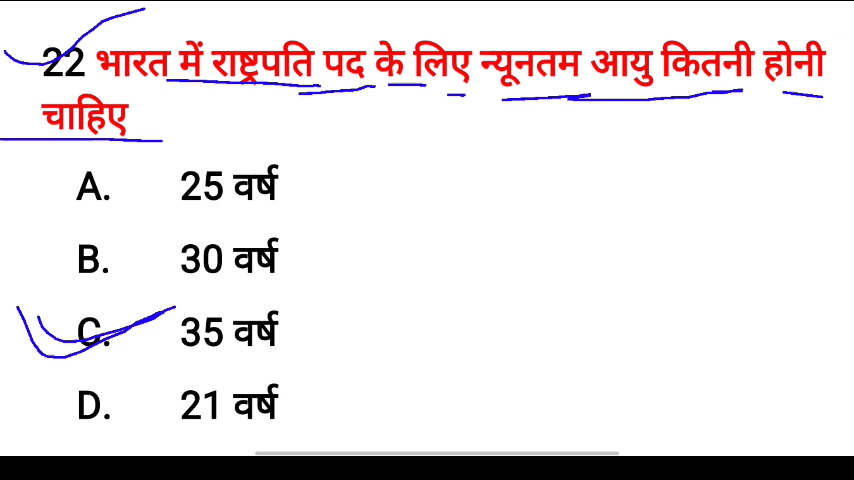 22 भारत में राष्ट्रपति पद के लिए न्यूनतम आयु कितनी होनी
चाहिए
A. 25 वर्ष
B. 30 वर्ष
C. 35 वर्ष
D. 21 वर्ष